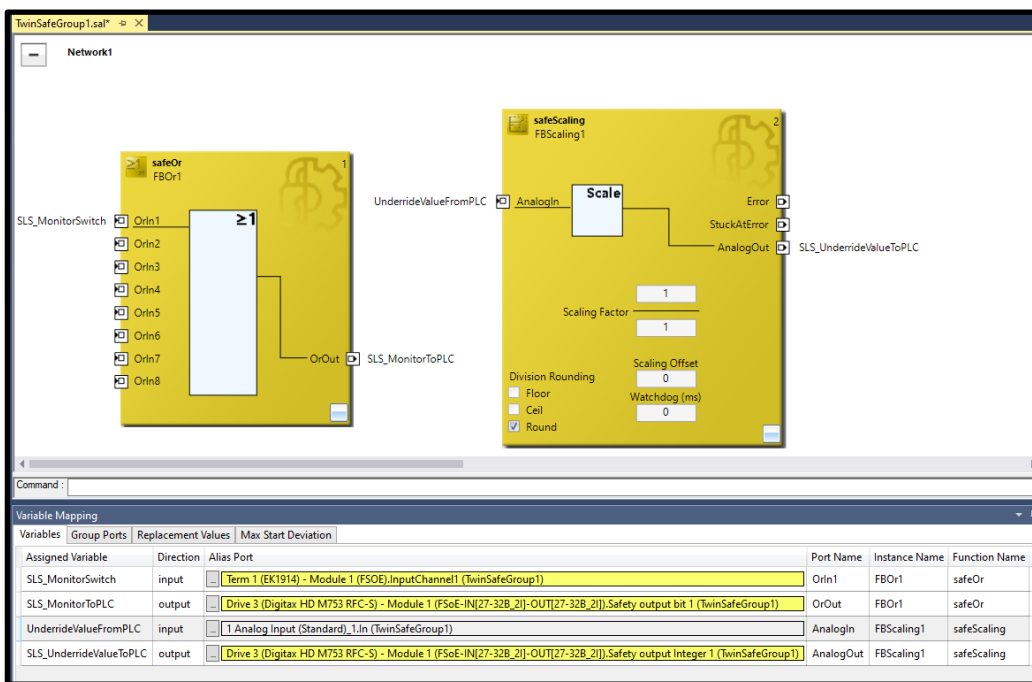 TwinSafeGroup1.sal*
Network1
safeOr
FBOr1
1
SLS_MonitorSwitch
OrIn1
OrIn2
OrIn3
OrIn4
OrIn5
OrIn6
OrIn7
OrIn8
≥1
≥1
OrOut
SLS_MonitorToPLC
safeScaling
FBScaling1
2
UnderrideValueFromPLC
AnalogIn
Scale
Error
StuckAtError
AnalogOut
SLS_UnderrideValueToPLC
Scaling Factor
1
1
Division Rounding
Floor
Ceil
Round
Scaling Offset
0
Watchdog (ms)
0
Command :
Variable Mapping
Variables Group Ports Replacement Values Max Start Deviation
Assigned Variable Direction Alias Port Port Name Instance Name Function Name
SLS_MonitorSwitch input ... Term 1 (EK1914) - Module 1 (FSOE).InputChannel1 (TwinSafeGroup1) OrIn1 FBOr1 safeOr
SLS_MonitorToPLC output ... Drive 3 (Digitax HD M753 RFC-S) - Module 1 (FSoE-IN[27-32B_2I]-OUT[27-32B_2I]).Safety output bit 1 (TwinSafeGroup1) OrOut FBOr1 safeOr
UnderrideValueFromPLC input ... 1 Analog Input (Standard)_1.In (TwinSafeGroup1) AnalogIn FBScaling1 safeScaling
SLS_UnderrideValueToPLC output ... Drive 3 (Digitax HD M753 RFC-S) - Module 1 (FSoE-IN[27-32B_2I]-OUT[27-32B_2I]).Safety output Integer 1 (TwinSafeGroup1) AnalogOut FBScaling1 safeScaling